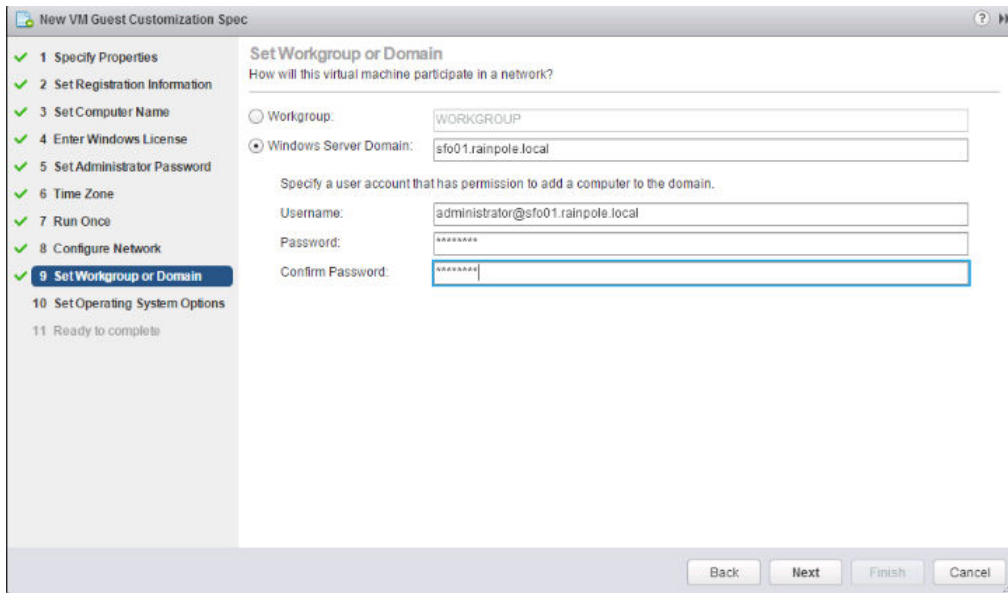 New VM Guest Customization Spec
?
1 Specify Properties
2 Set Registration Information
3 Set Computer Name
4 Enter Windows License
5 Set Administrator Password
6 Time Zone
7 Run Once
8 Configure Network
9 Set Workgroup or Domain
10 Set Operating System Options
11 Ready to complete
Set Workgroup or Domain
How will this virtual machine participate in a network?
Workgroup: WORKGROUP
Windows Server Domain: sfo01.rainpole.local
Specify a user account that has permission to add a computer to the domain.
Username: administrator@sfo01.rainpole.local
Password: ********
Confirm Password: ********
Back Next Finish Cancel